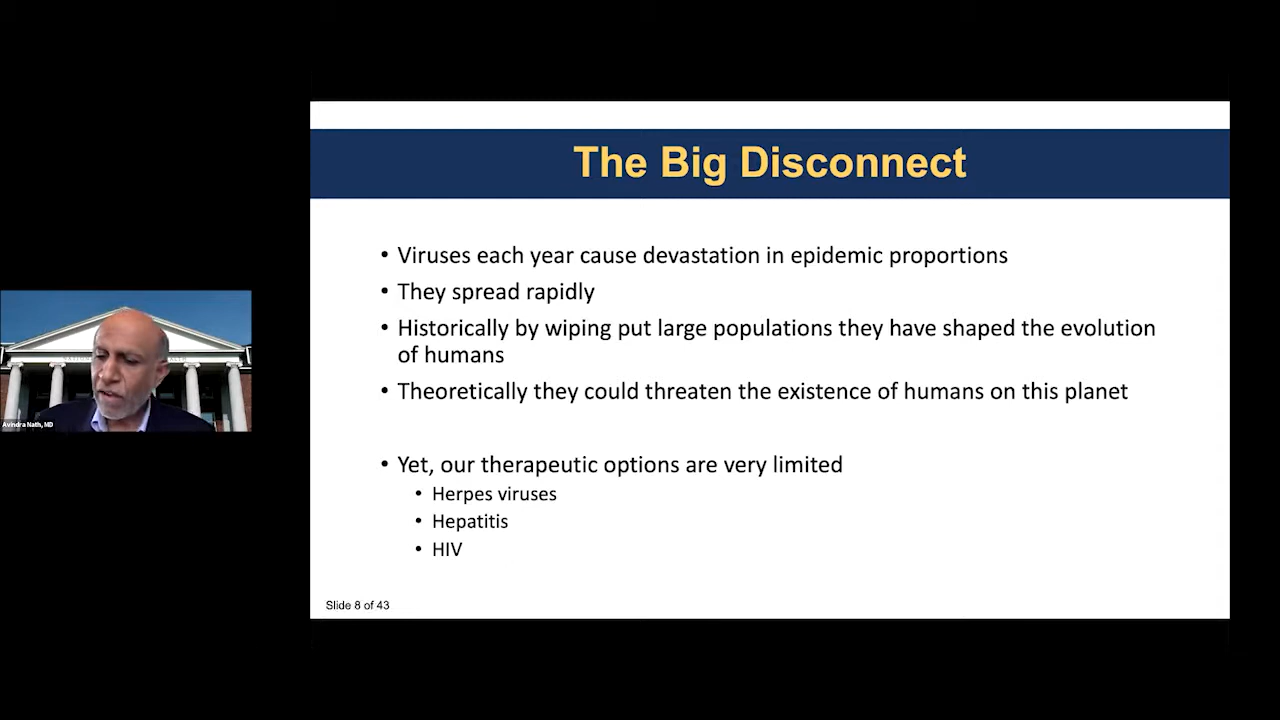 The Big Disconnect
• Viruses each year cause devastation in epidemic proportions
• They spread rapidly
• Historically by wiping put large populations they have shaped the evolution
of humans
• Theoretically they could threaten the existence of humans on this planet
• Yet, our therapeutic options are very limited
• Herpes viruses
• Hepatitis
• HIV
Slide 8 of 43
Avindra Nath, MD